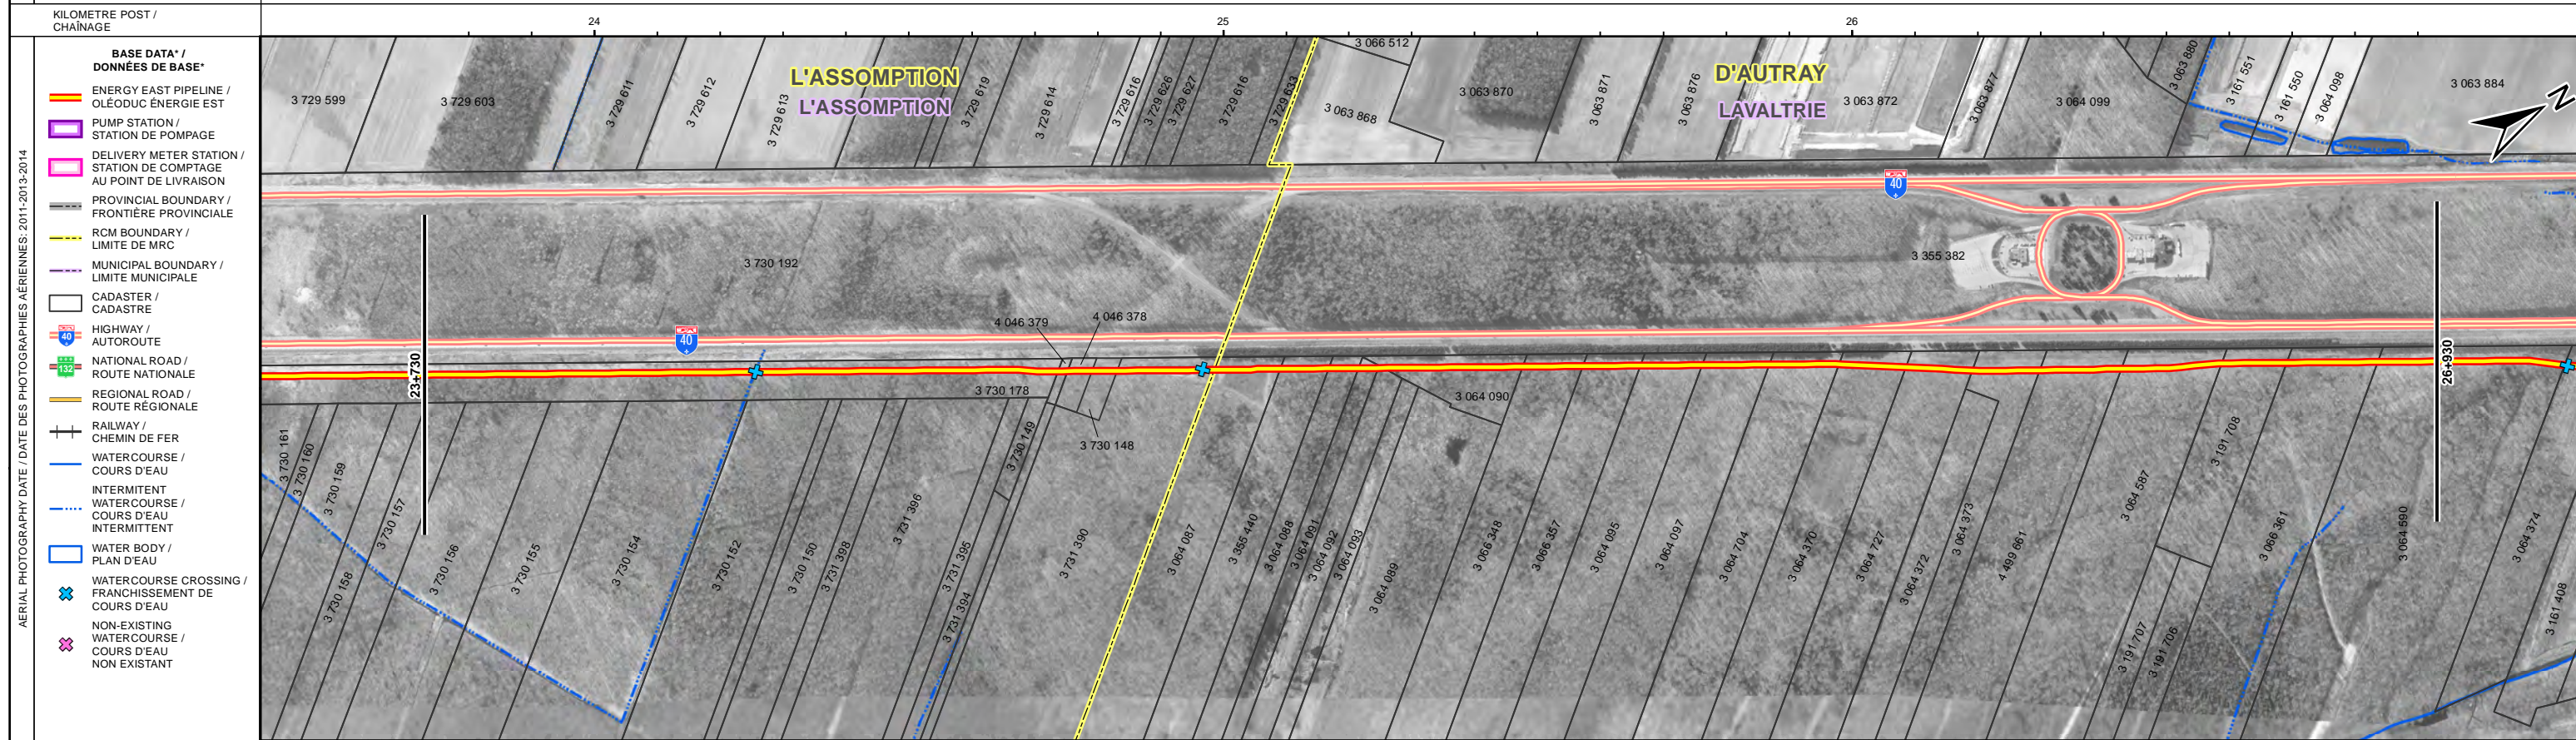 KILOMETRE POST /
CHAÎNAGE
24
25
26
AERIAL PHOTOGRAPHY DATE / DATE DES PHOTOGRAPHIES AÉRIENNES: 2011-2013-2014
BASE DATA* /
DONNÉES DE BASE*
ENERGY EAST PIPELINE /
OLÉODUC ÉNERGIE EST
PUMP STATION /
STATION DE POMPAGE
DELIVERY METER STATION /
STATION DE COMPTAGE
AU POINT DE LIVRAISON
PROVINCIAL BOUNDARY /
FRONTIÈRE PROVINCIALE
RCM BOUNDARY /
LIMITE DE MRC
MUNICIPAL BOUNDARY /
LIMITE MUNICIPALE
CADASTER /
CADASTRE
40
HIGHWAY /
AUTOROUTE
132
NATIONAL ROAD /
ROUTE NATIONALE
REGIONAL ROAD /
ROUTE RÉGIONALE
RAILWAY /
CHEMIN DE FER
WATERCOURSE /
COURS D'EAU
INTERMITENT
WATERCOURSE /
COURS D'EAU
INTERMITTENT
WATER BODY /
PLAN D'EAU
WATERCOURSE CROSSING /
FRANCHISSEMENT DE
COURS D'EAU
NON-EXISTING
WATERCOURSE /
COURS D'EAU
NON EXISTANT
3 729 599
3 729 603
3 729 611
3 729 612
3 729 613
L'ASSOMPTION
L'ASSOMPTION
3 729 619
3 729 614
3 729 616
3 729 626
3 729 627
3 729 616
3 729 633
3 066 512
3 063 868
3 063 870
3 063 871
3 063 876
D'AUTRAY
LAVALTRIE
3 063 872
3 063 877
3 064 099
3 063 880
3 161 551
3 161 550
3 064 098
3 063 884
N
40
3 730 192
3 355 382
4 046 379
4 046 378
40
23+730
26+930
3 730 178
3 064 090
3 730 161
3 730 160
3 730 159
3 730 157
3 730 158
3 730 156
3 730 155
3 730 154
3 730 152
3 730 150
3 731 398
3 731 396
3 731 395
3 731 394
3 730 149
3 730 148
3 731 390
3 064 087
3 355 440
3 064 088
3 064 091
3 064 092
3 064 093
3 064 089
3 066 348
3 066 357
3 064 095
3 064 097
3 064 704
3 064 370
3 064 727
3 064 372
3 064 373
4 499 661
3 064 587
3 191 708
3 191 707
3 191 706
3 066 361
3 064 590
3 064 374
3 161 408